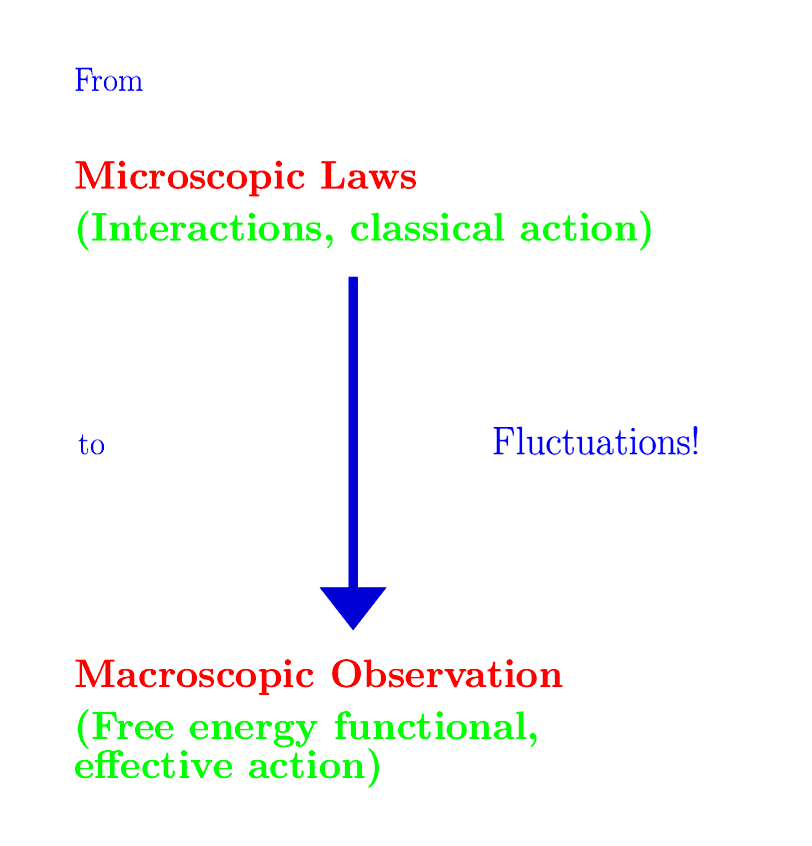 From
Microscopic Laws
(Interactions, classical action)
to
Fluctuations!
Macroscopic Observation
(Free energy functional,
effective action)